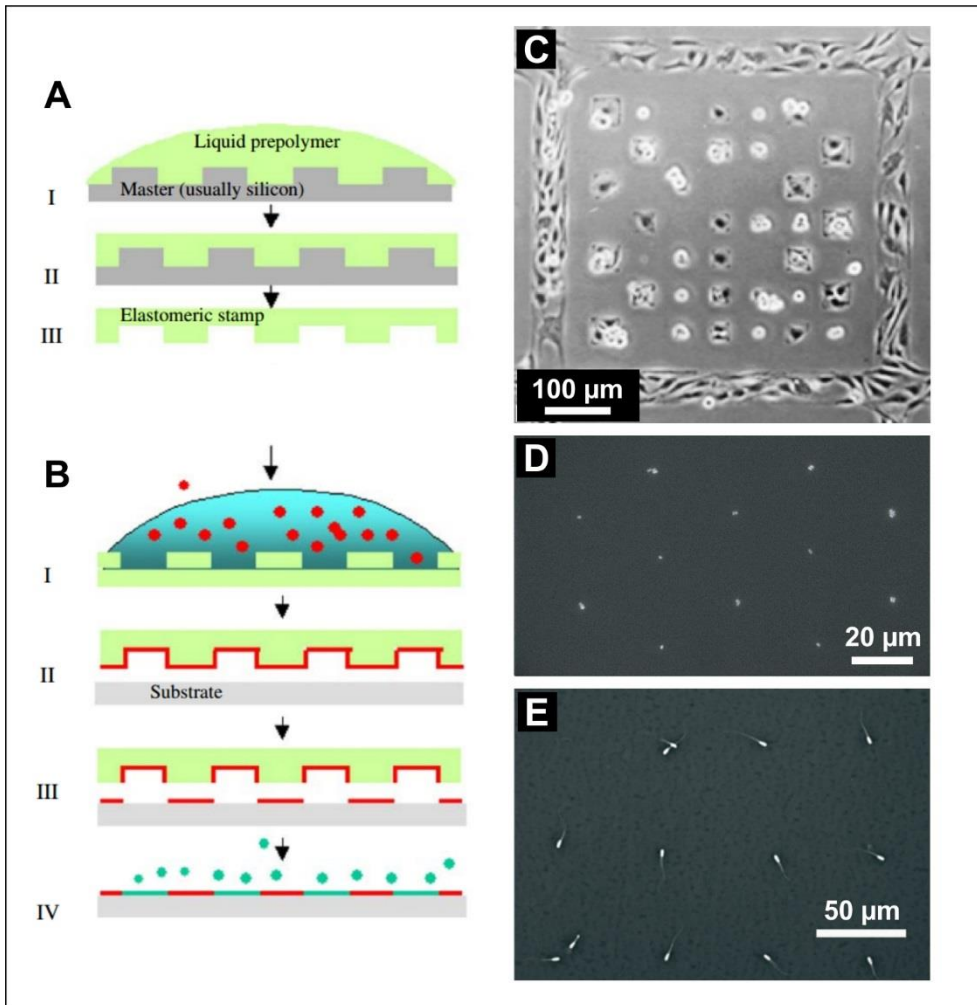 A
Liquid prepolymer
I
Master (usually silicon)
II
Elastomeric stamp
III
B
I
II
Substrate
III
IV
C
100 µm
D
20 µm
E
50 µm